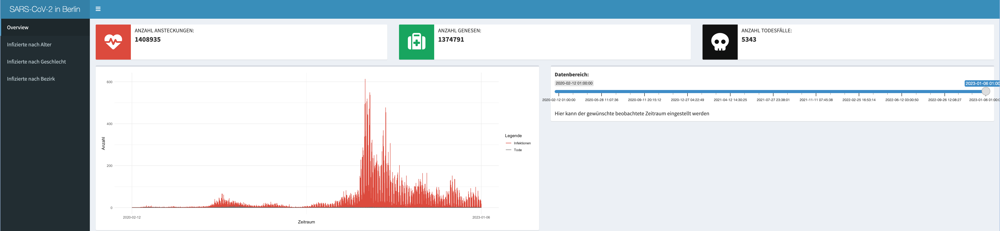 SARS-CoV-2 in Berlin
Overview
Infizierte nach Alter
Infizierte nach Geschlecht
Infizierte nach Bezirk
ANZAHL ANSTECKUNGEN:
1408935
ANZAHL GENESEN:
1374791
ANZAHL TODESFÄLLE:
5343
600
400
200
0
Anzahl
2020-02-12
2023-01-06
Zeitraum
Legende
Infektionen
Tode
Datenbereich:
2020-02-12 01:00:00
2023-01-06 01:00
2020-02-12 01:00:00 2020-05-28 11:07:36 2020-09-11 20:15:12 2020-12-27 04:22:49 2021-04-12 14:30:25 2021-07-27 23:38:01 2021-11-11 07:45:38 2022-02-25 16:53:14 2022-06-12 03:00:50 2022-09-26 12:08:27 2023-01-06 01:00:0
Hier kann der gewünschte beobachtete Zeitraum eingestellt werden